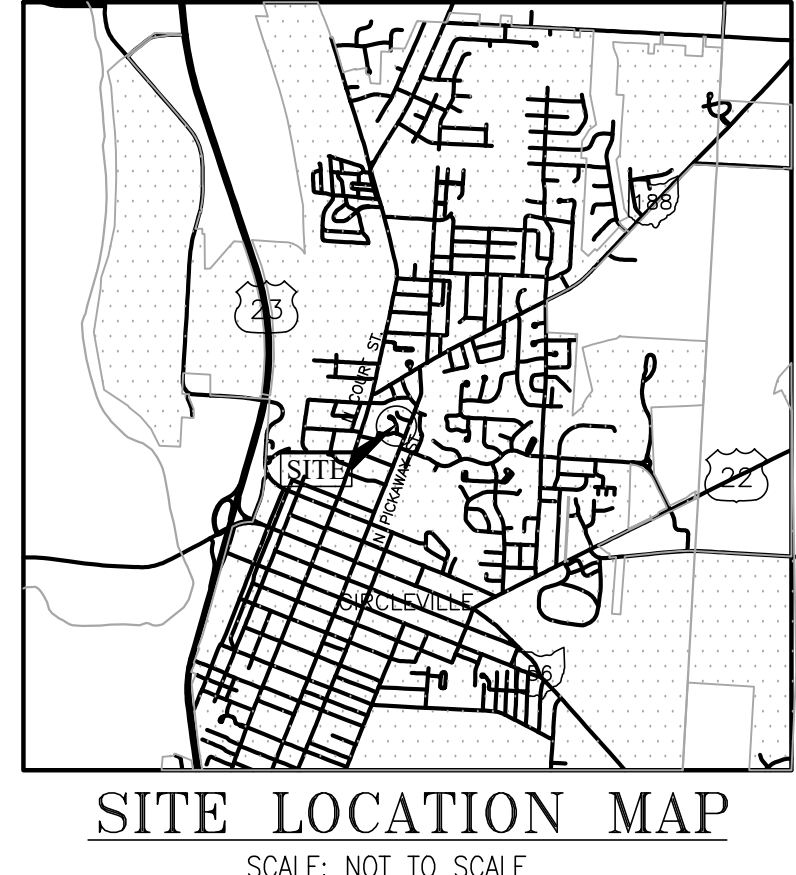 188
23
N COURT ST.
SITE
22
N PICKAWAY ST.
CIRCLEVILLE
56
SITE LOCATION MAP
SCALE: NOT TO SCALE